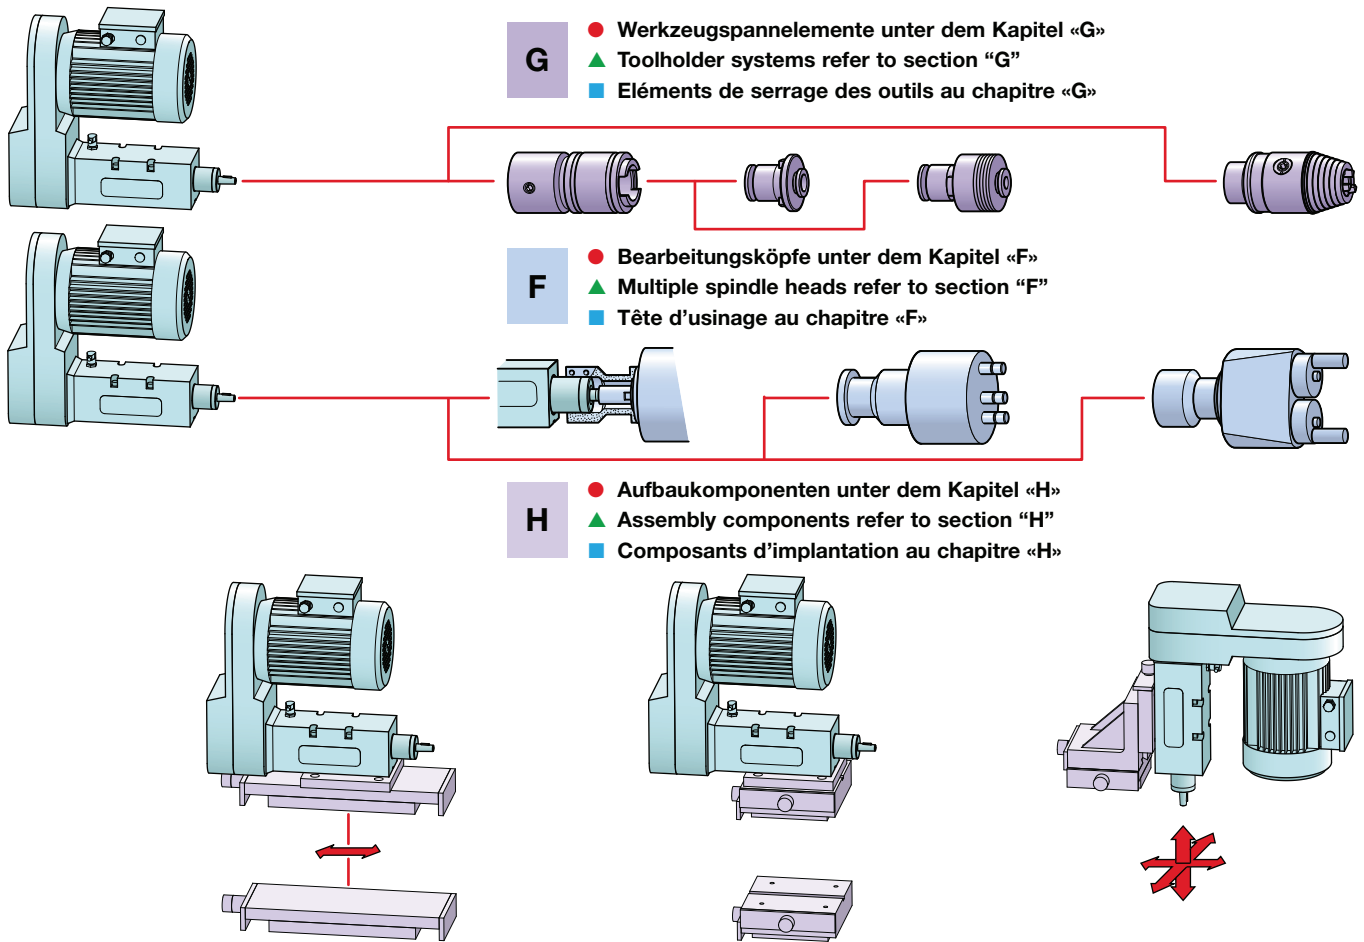 G
● Werkzeugspannelemente unter dem Kapitel «G»
▲ Toolholder systems refer to section “G”
■ Eléments de serrage des outils au chapitre «G»
F
● Bearbeitungsköpfe unter dem Kapitel «F»
▲ Multiple spindle heads refer to section “F”
■ Tête d’usinage au chapitre «F»
H
● Aufbaukomponenten unter dem Kapitel «H»
▲ Assembly components refer to section “H”
■ Composants d’implantation au chapitre «H»